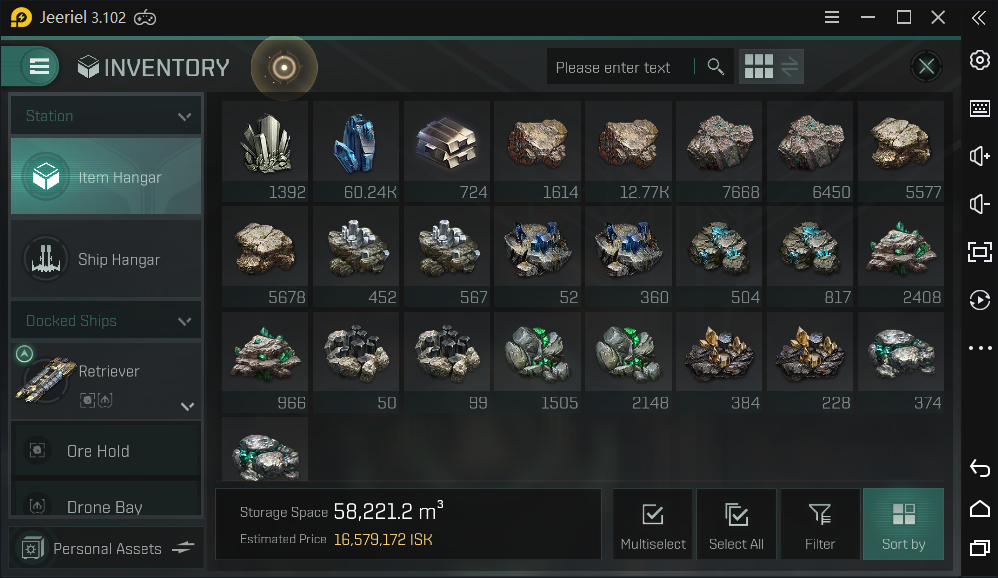 Jeeriel 3.102
INVENTORY
Please enter text
Station
Item Hangar
Ship Hangar
Docked Ships
Retriever
Ore Hold
Drone Bay
Personal Assets
1392 60.24K 724 1614 12.77K 7668 6450 5577
5678 452 567 52 360 504 817 2408
966 50 99 1505 2148 384 228 374
Storage Space 58,221.2 m³
Estimated Price 16,579,172 ISK
Multiselect
Select All
Filter
Sort by